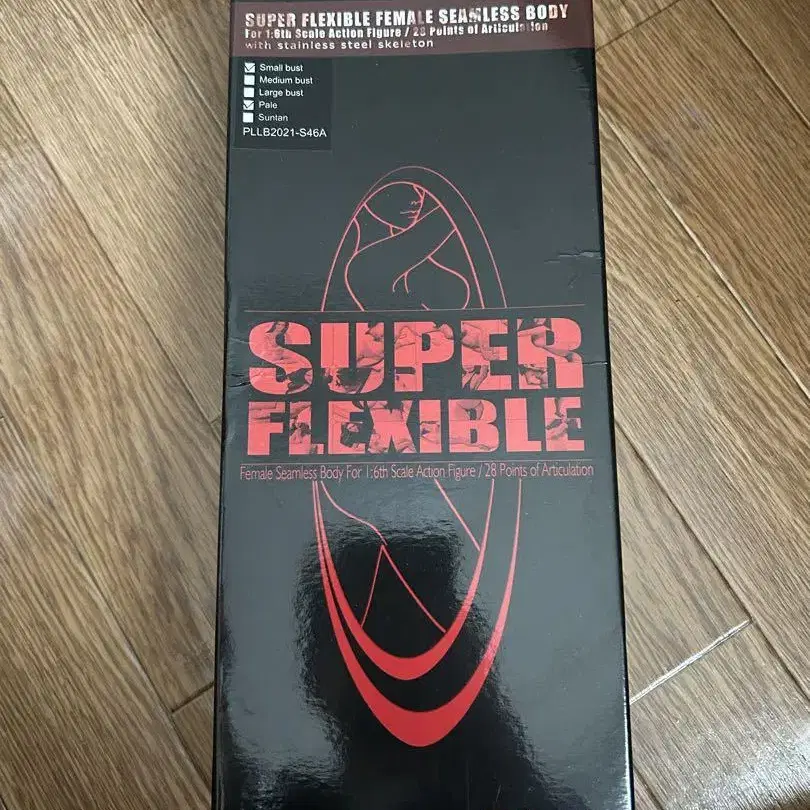 SUPER FLEXIBLE FEMALE SEAMLESS BODY
For 1:6th Scale Action Figure / 28 Points of Articulation
with stainless steel skeleton
Small bust
Medium bust
Large bust
Pale
Suntan
PLLB2021-S46A
SUPER
FLEXIBLE
Female Seamless Body For 1:6th Scale Action Figure / 28 Points of Articulation